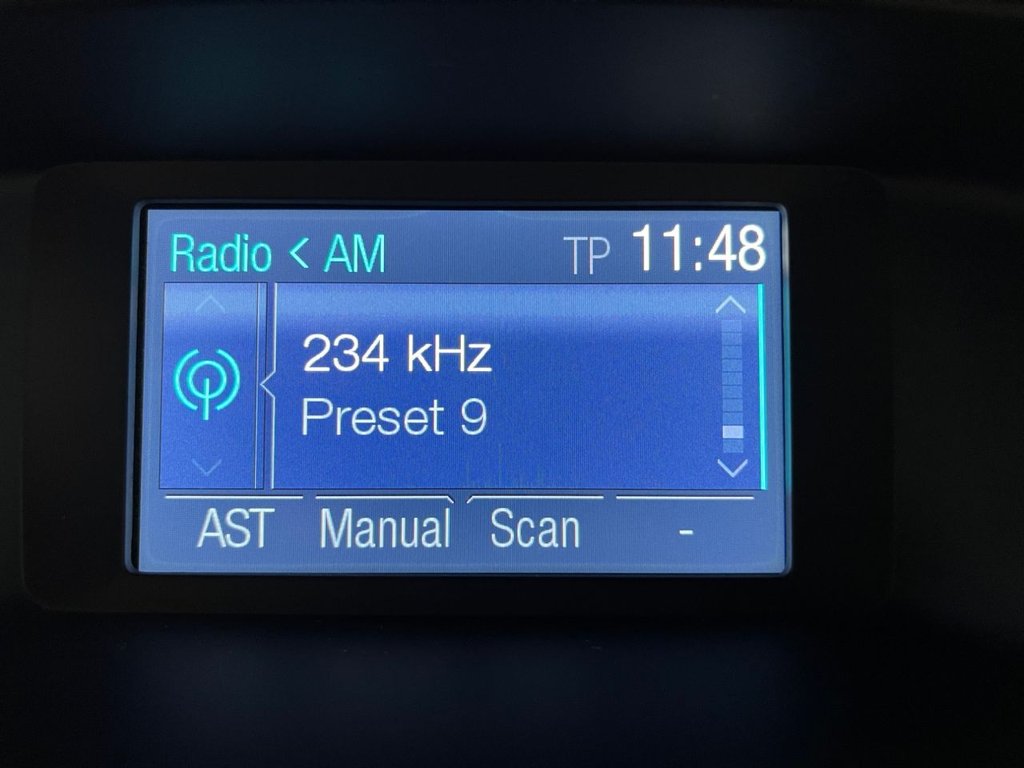 Radio < AM TP 11:48
234 kHz
Preset 9
AST Manual Scan -